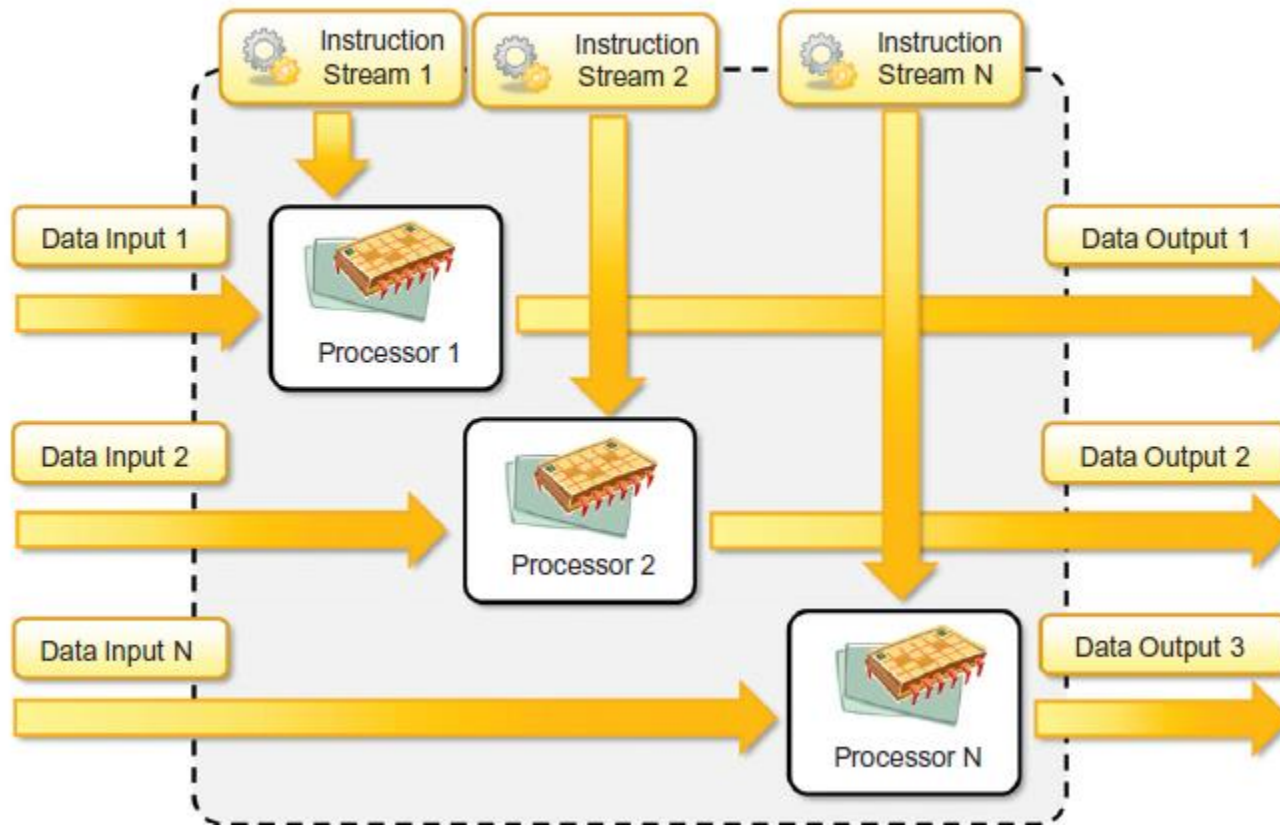 Instruction
Stream 1
Instruction
Stream 2
Instruction
Stream N
Data Input 1
Data Output 1
Processor 1
Data Input 2
Data Output 2
Processor 2
Data Input N
Data Output 3
Processor N